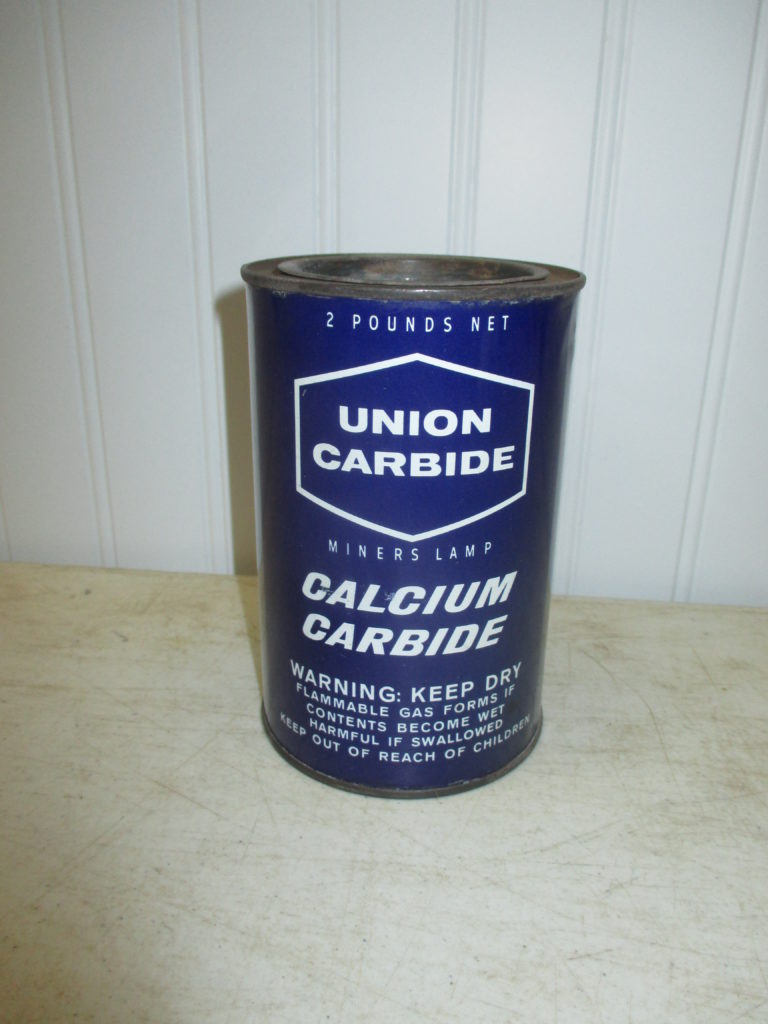 2 POUNDS NET
UNION
CARBIDE
MINERS LAMP
CALCIUM
CARBIDE
WARNING: KEEP DRY
FLAMMABLE GAS FORMS IF
CONTENTS BECOME WET
HARMFUL IF SWALLOWED
KEEP OUT OF REACH OF CHILDREN